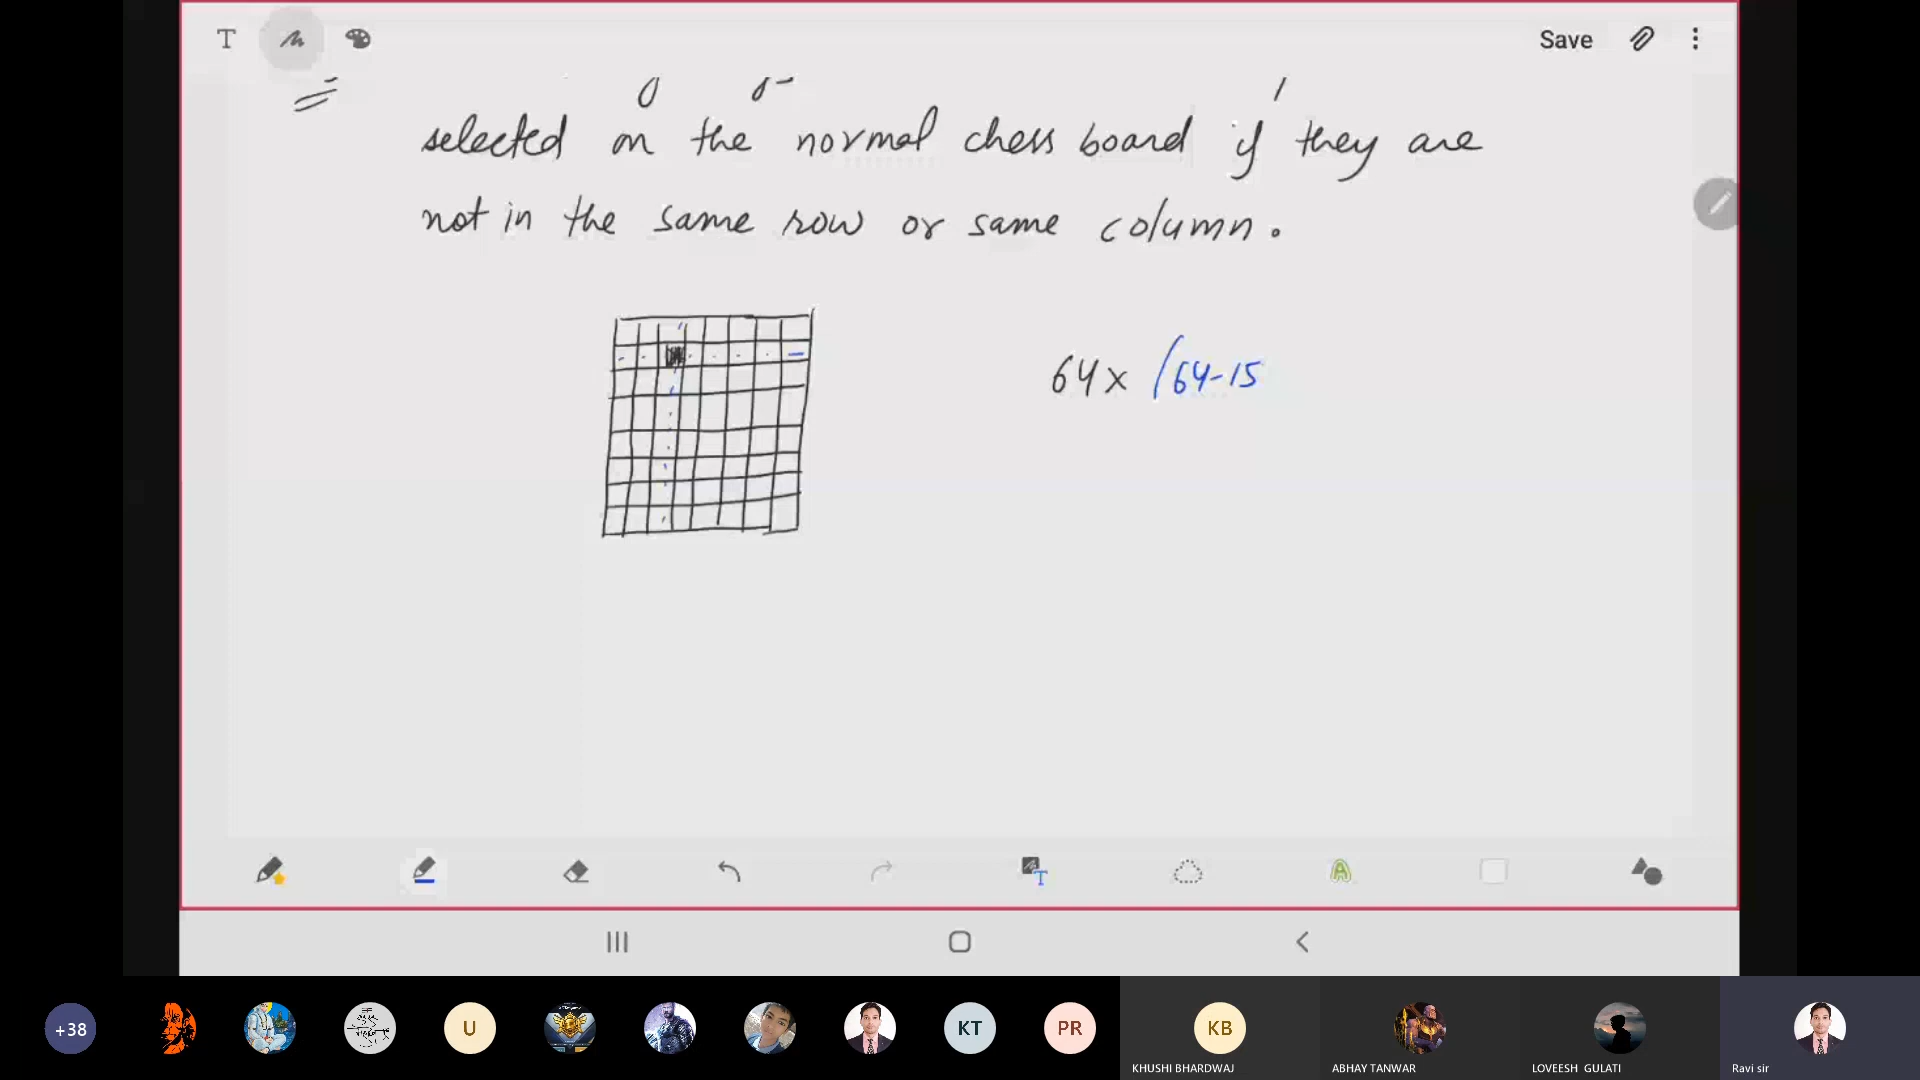 T Save
selected on the normal chess board if they are
not in the same row or same column.
64x (64-15
T
A
+38 U KT PR KB
KHUSHI BHARDWAJ ABHAY TANWAR LOVEESH GULATI Ravi sir